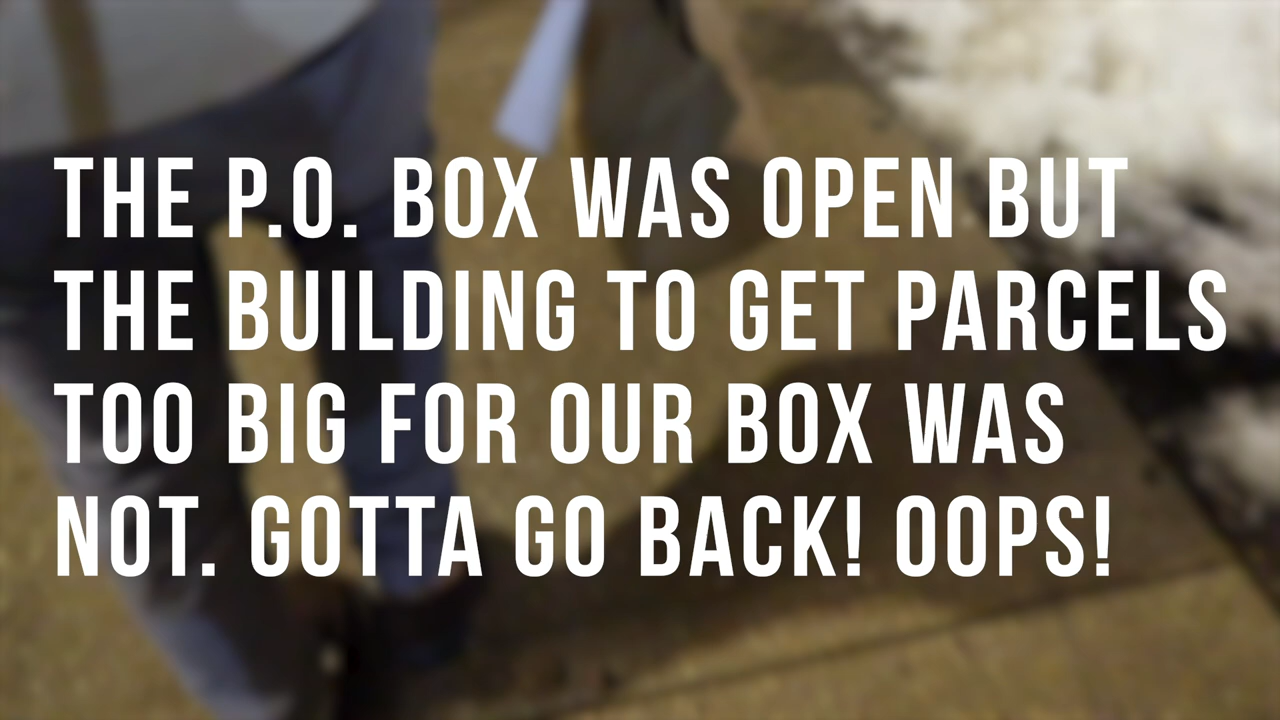 THE P.O. BOX WAS OPEN BUT
THE BUILDING TO GET PARCELS
TOO BIG FOR OUR BOX WAS
NOT. GOTTA GO BACK! OOPS!